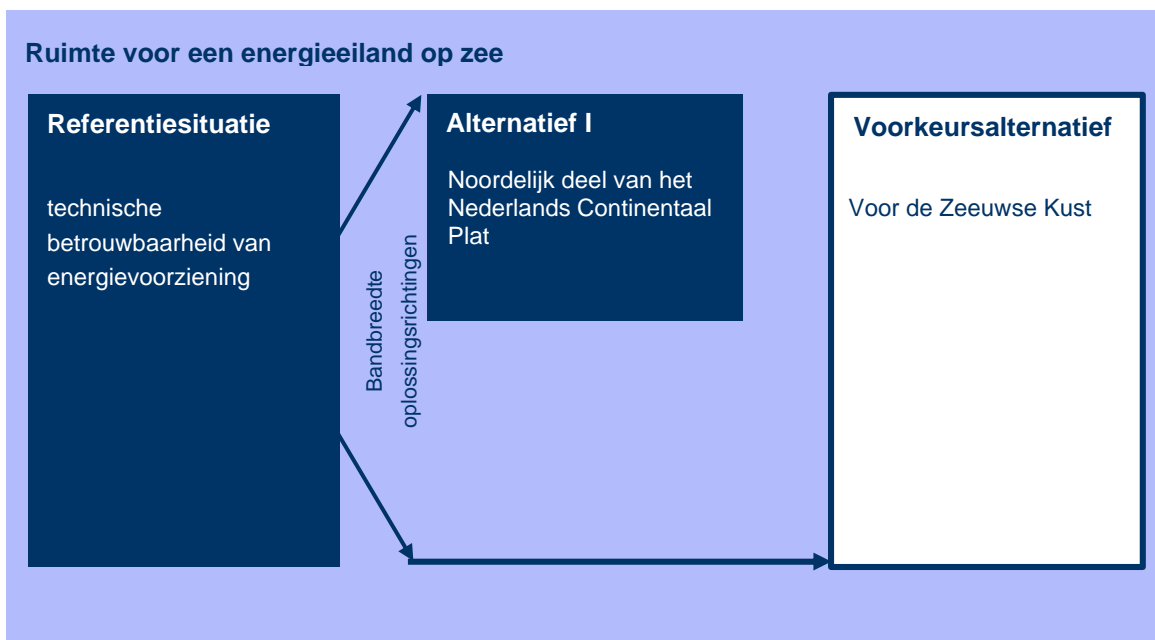 Ruimte voor een energieeiland op zee
Referentiesituatie
technische
betrouwbaarheid van
energievoorziening
Bandbreedte
oplossingsrichtingen
Alternatief I
Noordelijk deel van het
Nederlands Continentaal
Plat
Voorkeursalternatief
Voor de Zeeuwse Kust